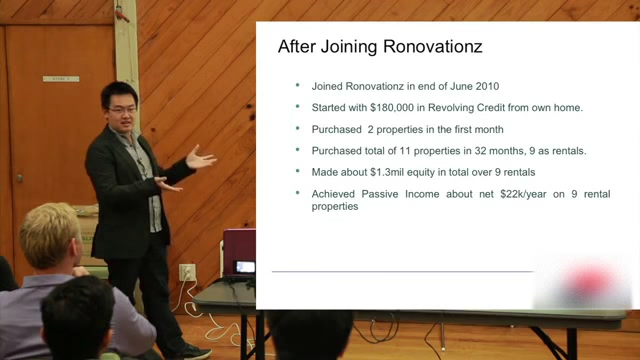 After Joining Ronovationz
Joined Ronovationz in end of June 2010
Started with $180,000 in Revolving Credit from own home.
Purchased 2 properties in the first month
Purchased total of 11 properties in 32 months, 9 as rentals.
Made about $1.3mil equity in total over 9 rentals
Achieved Passive Income about net $22k/year on 9 rental
properties